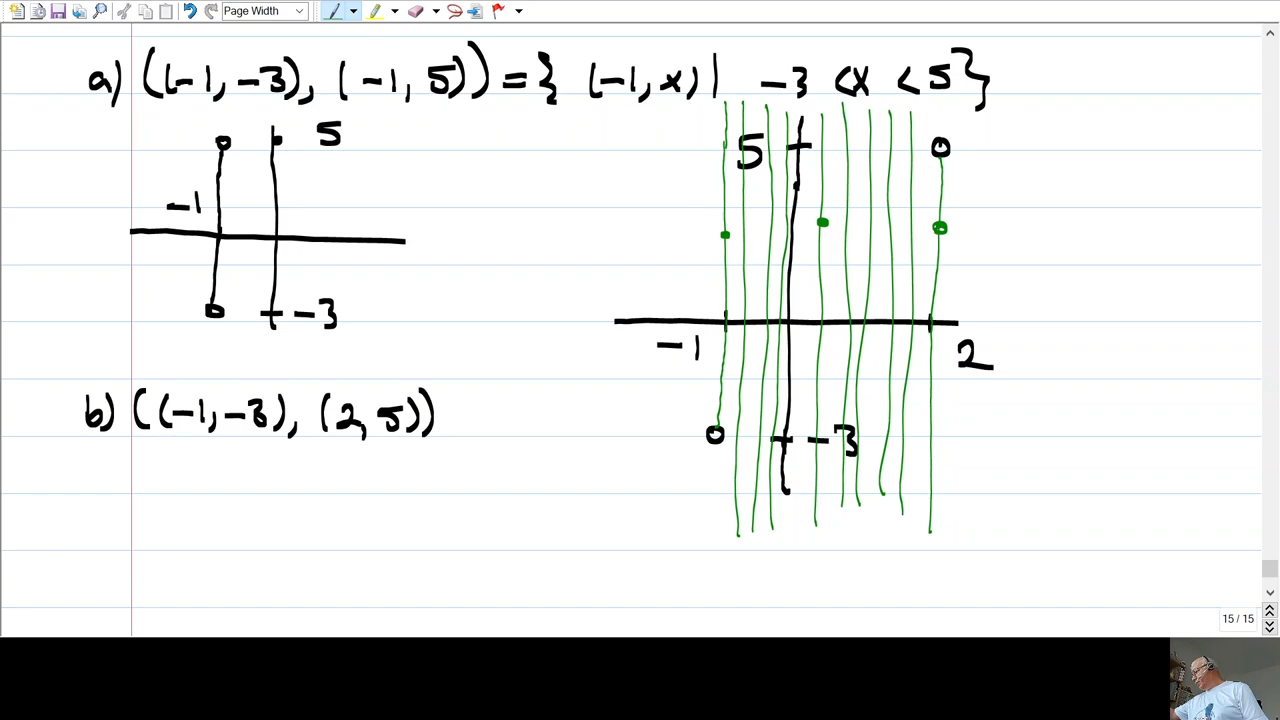 Page Width
a) ((-1, -3), (-1, 5)) = { (-1, x) | -3 < x < 5}
5
-1
-3
5
-1
2
-3
b) ((-1, -3), (2, 5))
15 / 15